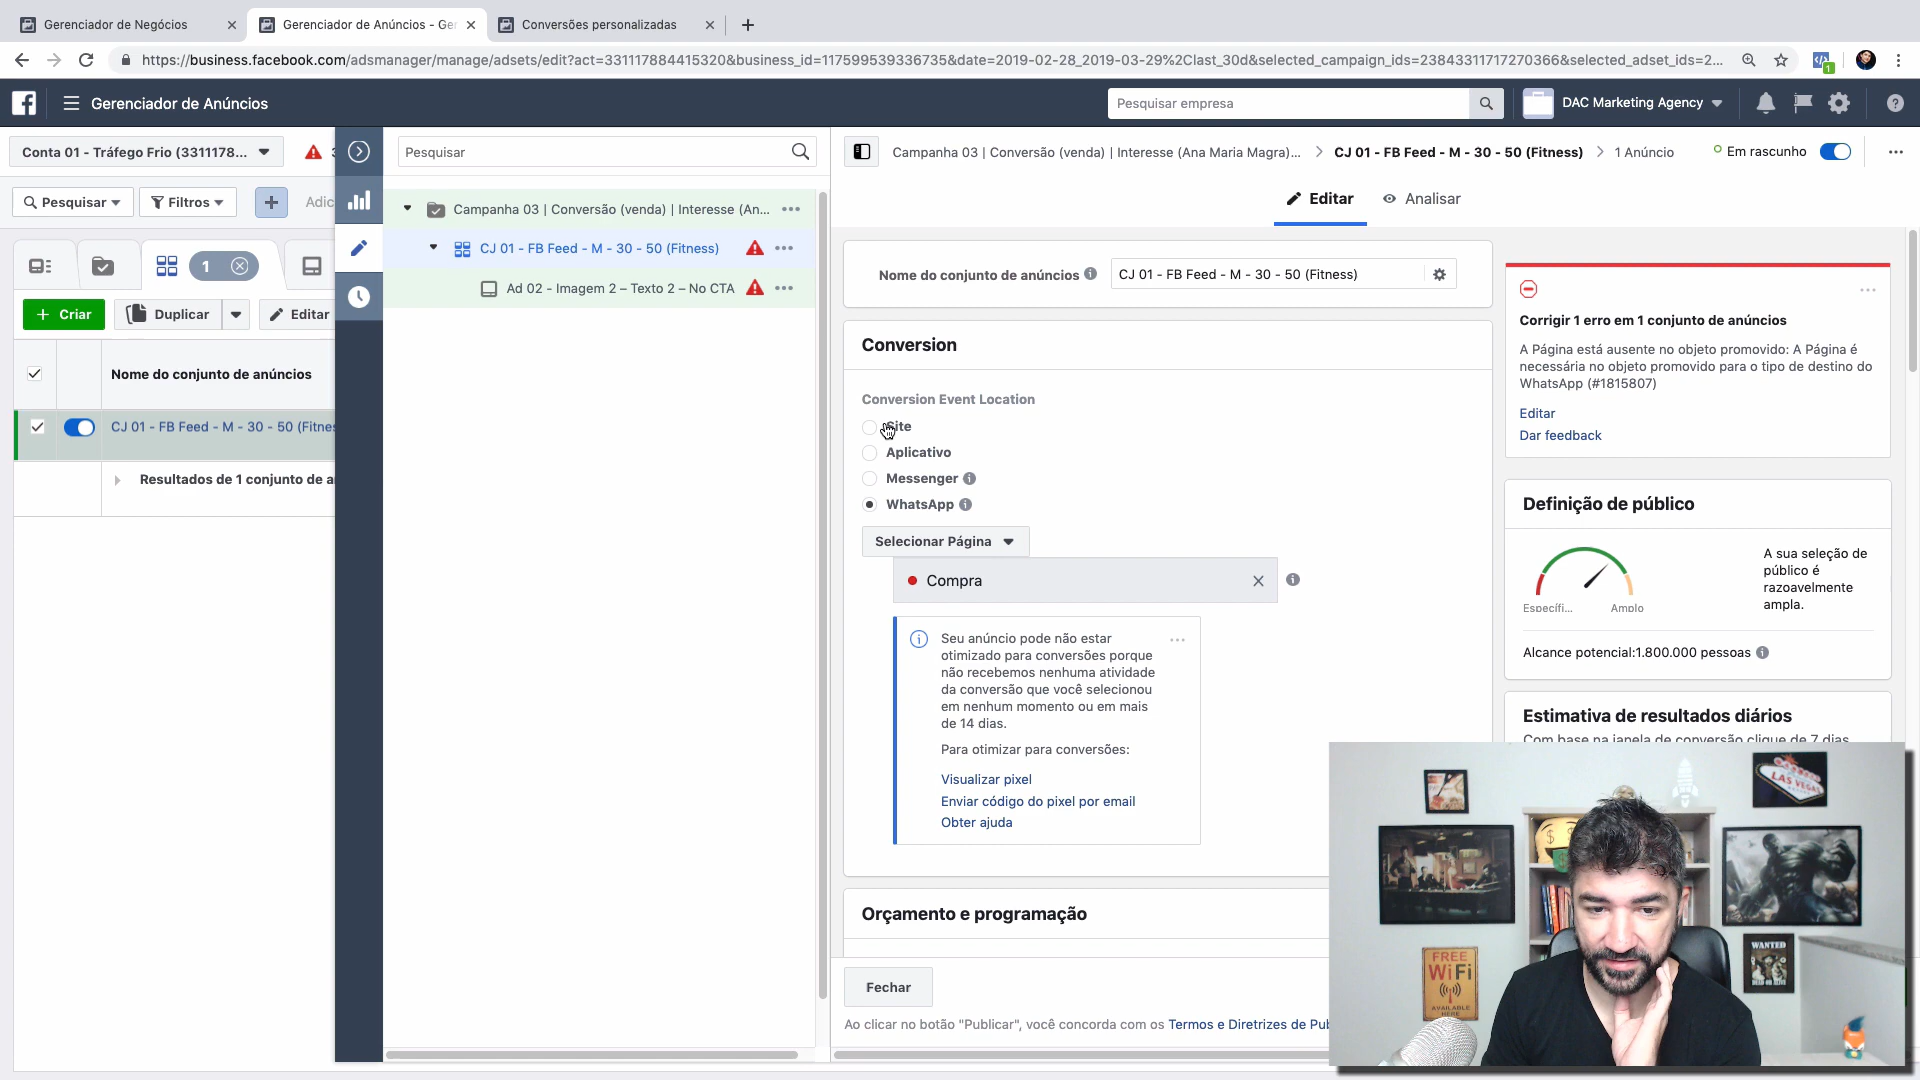 Gerenciador de Negócios
Gerenciador de Anúncios - Ger
Conversões personalizadas
https://business.facebook.com/adsmanager/manage/adsets/edit?act=331117884415320&business_id=117599539336735&date=2019-02-28_2019-03-29%2Clast_30d&selected_campaign_ids=23843311717270366&selected_adset_ids=2...
1
Gerenciador de Anúncios
Pesquisar empresa
DAC Marketing Agency
Conta 01 - Tráfego Frio (3311178...
Pesquisar
Campanha 03 | Conversão (venda) | Interesse (Ana Maria Magra)...
CJ 01 - FB Feed - M - 30 - 50 (Fitness)
1 Anúncio
Em rascunho
Pesquisar
Filtros
Adic
Editar
Analisar
Campanha 03 | Conversão (venda) | Interesse (An...
CJ 01 - FB Feed - M - 30 - 50 (Fitness)
Ad 02 - Imagem 2 – Texto 2 – No CTA
1
Criar
Duplicar
Editar
Nome do conjunto de anúncios
CJ 01 - FB Feed - M - 30 - 50 (Fitnes
Resultados de 1 conjunto de a
Nome do conjunto de anúncios
CJ 01 - FB Feed - M - 30 - 50 (Fitness)
Conversion
Conversion Event Location
Site
Aplicativo
Messenger
WhatsApp
Selecionar Página
Compra
Seu anúncio pode não estar
otimizado para conversões porque
não recebemos nenhuma atividade
da conversão que você selecionou
em nenhum momento ou em mais
de 14 dias.
Para otimizar para conversões:
Visualizar pixel
Enviar código do pixel por email
Obter ajuda
Orçamento e programação
Fechar
Ao clicar no botão "Publicar", você concorda com os Termos e Diretrizes de Pub
Corrigir 1 erro em 1 conjunto de anúncios
A Página está ausente no objeto promovido: A Página é
necessária no objeto promovido para o tipo de destino do
WhatsApp (#1815807)
Editar
Dar feedback
Definição de público
Específi...
Amplo
A sua seleção de
público é
razoavelmente
ampla.
Alcance potencial:1.800.000 pessoas
Estimativa de resultados diários
Com base na janela de conversão clique de 7 dias
LAS VEGAS
FREE
WiFi
AVAILABLE
HERE
WANTED
DEAD OR ALIVE